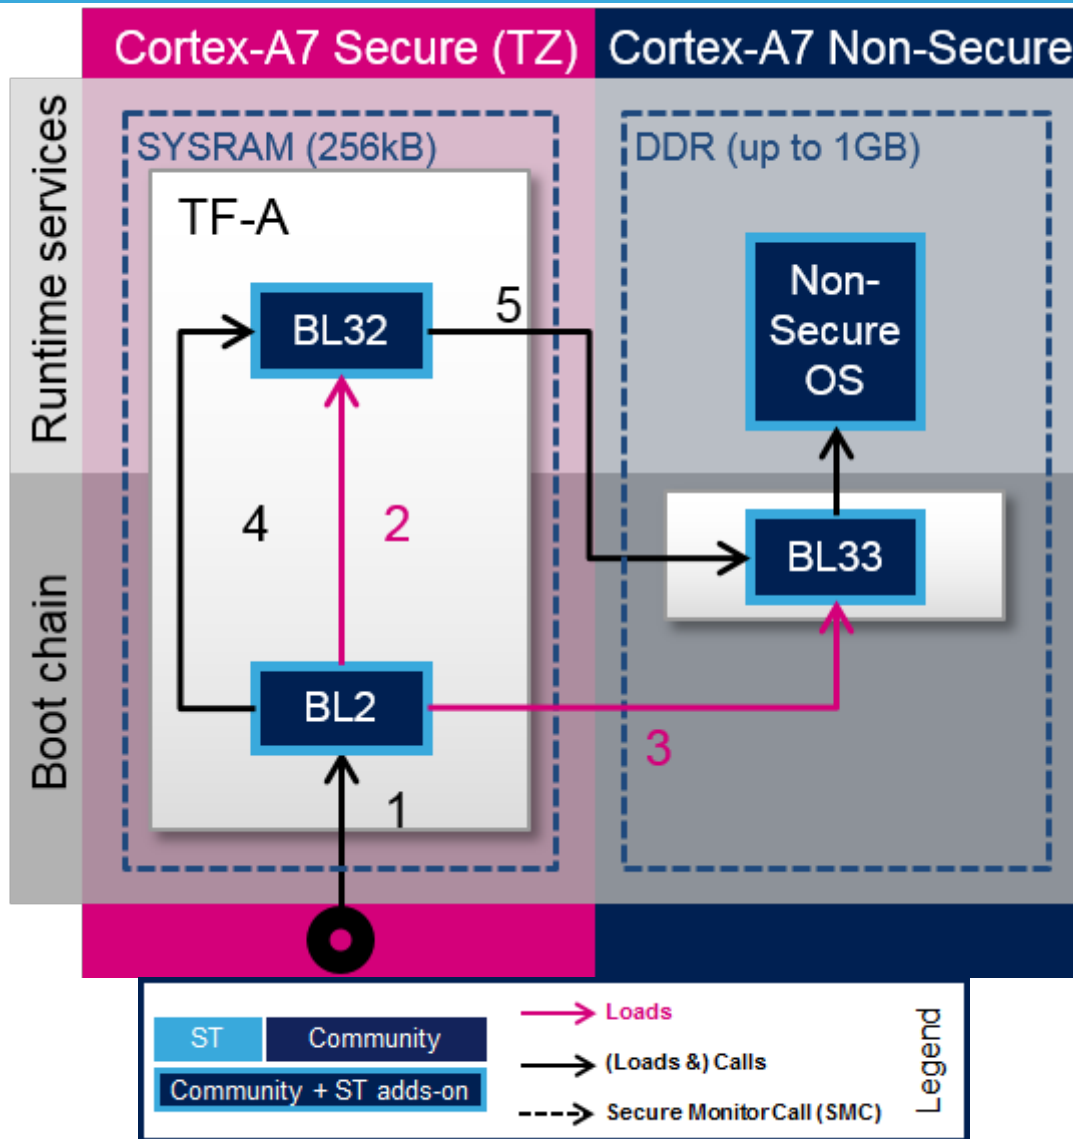 Cortex-A7 Secure (TZ)
Cortex-A7 Non-Secure
Runtime services
SYSRAM (256kB)
DDR (up to 1GB)
TF-A
BL32
5
Non-
Secure
OS
4
2
BL33
Boot chain
BL2
3
1
ST
Community
Community + ST adds-on
Loads
(Loads &) Calls
Secure Monitor Call (SMC)
Legend